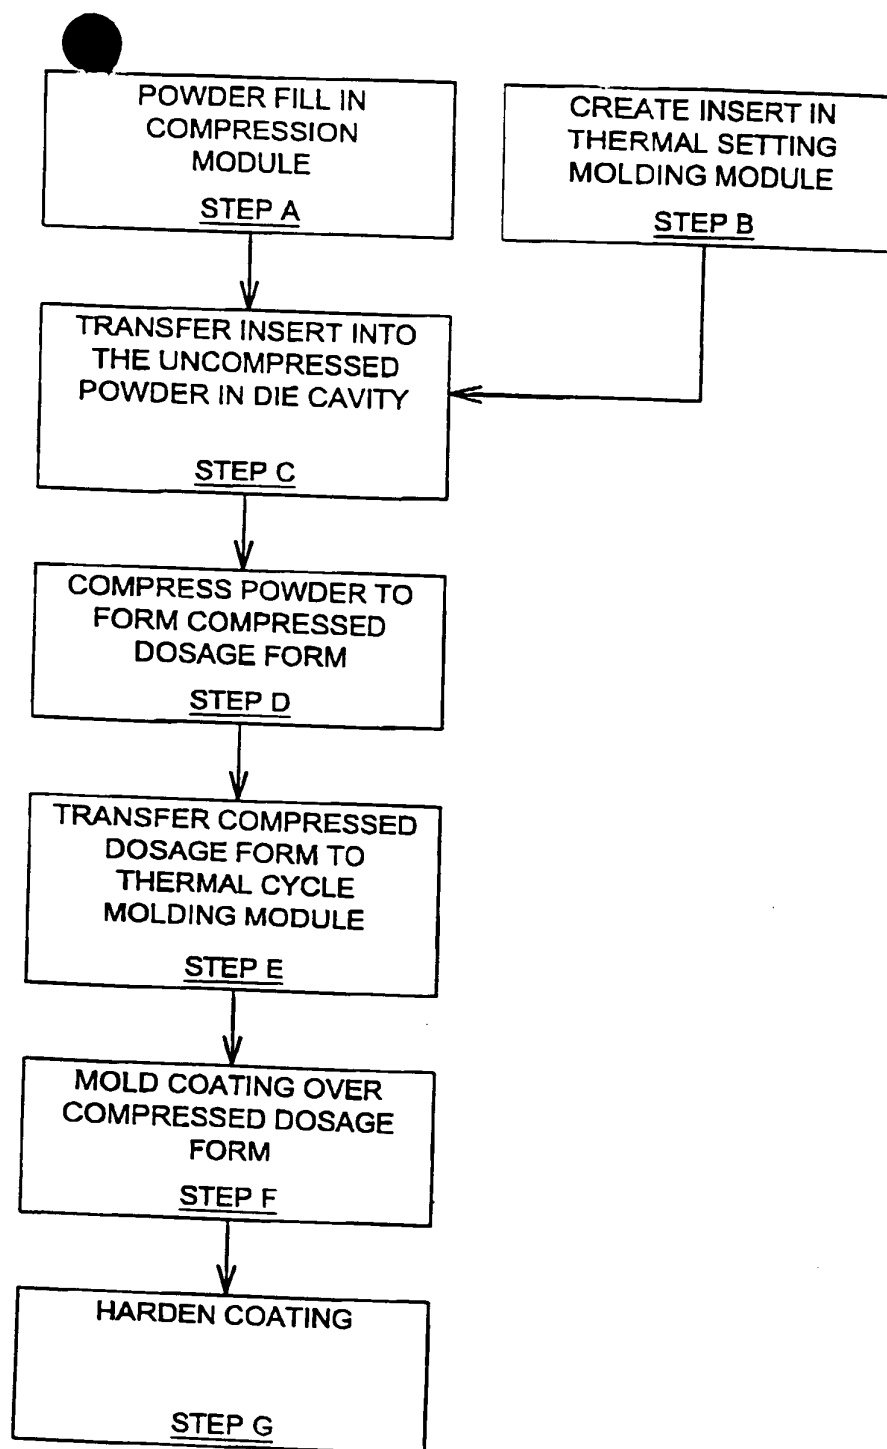 POWDER FILL IN
COMPRESSION
MODULE
STEP A
CREATE INSERT IN
THERMAL SETTING
MOLDING MODULE
STEP B
TRANSFER INSERT INTO
THE UNCOMPRESSED
POWDER IN DIE CAVITY
STEP C
COMPRESS POWDER TO
FORM COMPRESSED
DOSAGE FORM
STEP D
TRANSFER COMPRESSED
DOSAGE FORM TO
THERMAL CYCLE
MOLDING MODULE
STEP E
MOLD COATING OVER
COMPRESSED DOSAGE
FORM
STEP F
HARDEN COATING
STEP G